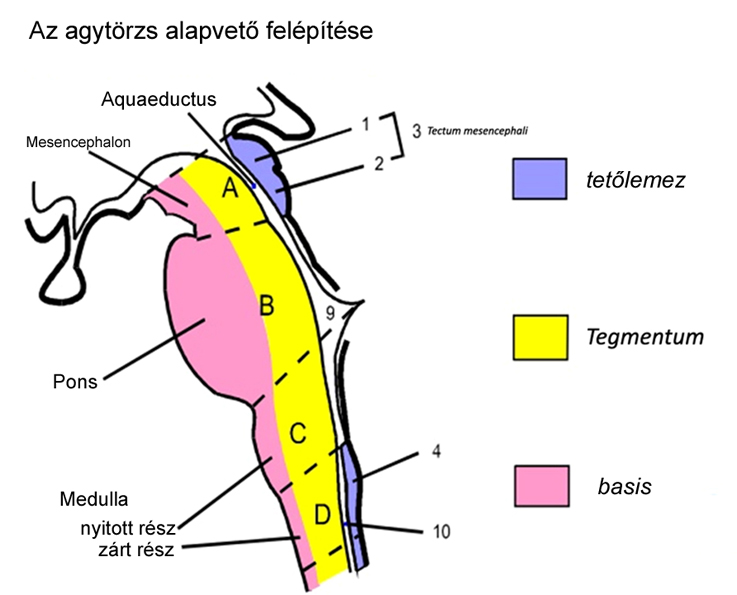 Az agytörzs alapvető felépítése
Aquaeductus
1
3 Tectum mesencephali
Mesencephalon
2
A
tetőlemez
B
9
Tegmentum
Pons
C
4
Medulla
nyitott rész
zárt rész
D
10
basis